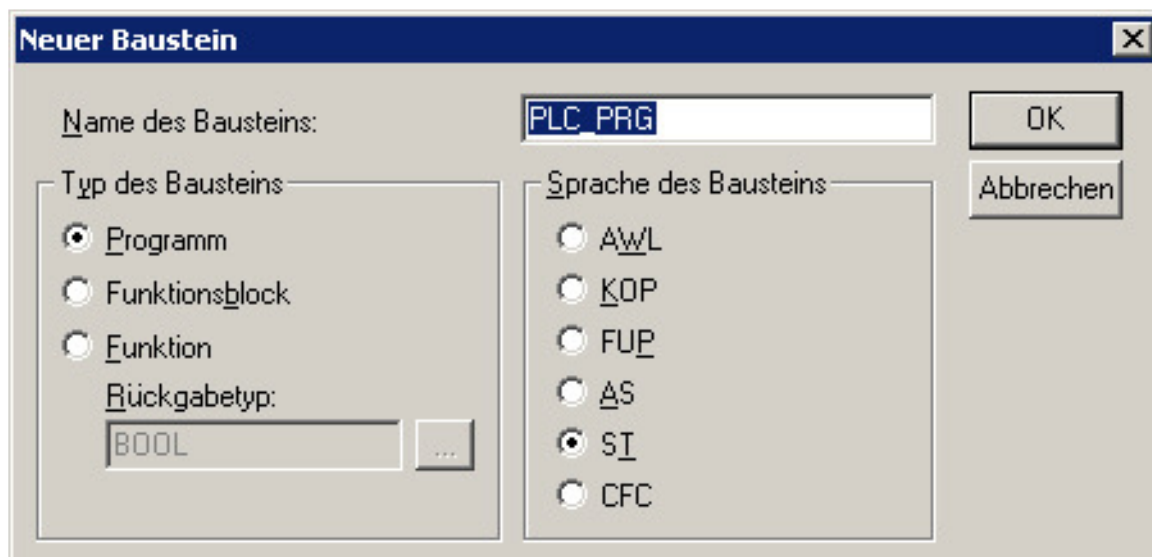 Neuer Baustein
Name des Bausteins: PLC_PRG OK
Abbrechen
Typ des Bausteins
Programm
Funktionsblock
Funktion
Rückgabetyp:
BOOL ...
Sprache des Bausteins
AWL
KOP
FUP
AS
ST
CFC